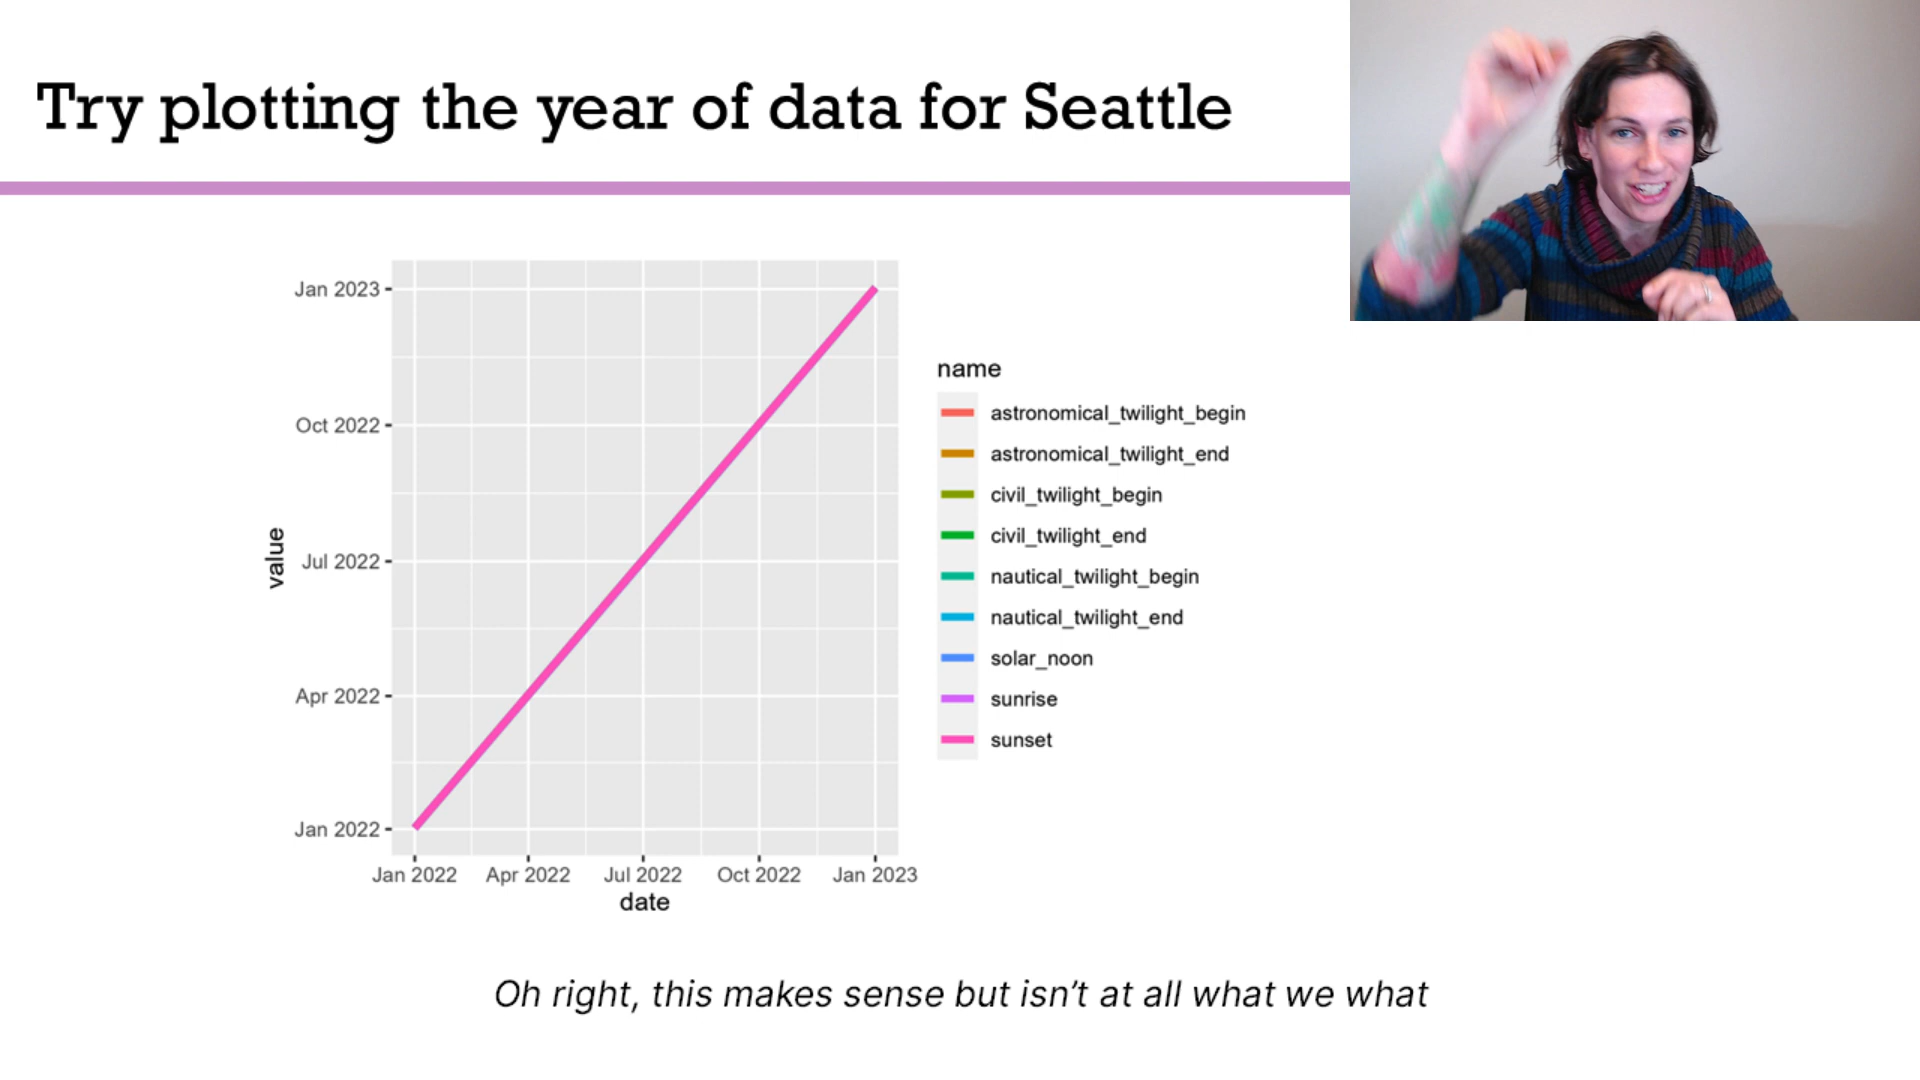 Try plotting the year of data for Seattle
Jan 2023
Oct 2022
Jul 2022
Apr 2022
Jan 2022
value
Jan 2022 Apr 2022 Jul 2022 Oct 2022 Jan 2023
date
name
astronomical_twilight_begin
astronomical_twilight_end
civil_twilight_begin
civil_twilight_end
nautical_twilight_begin
nautical_twilight_end
solar_noon
sunrise
sunset
Oh right, this makes sense but isn't at all what we what